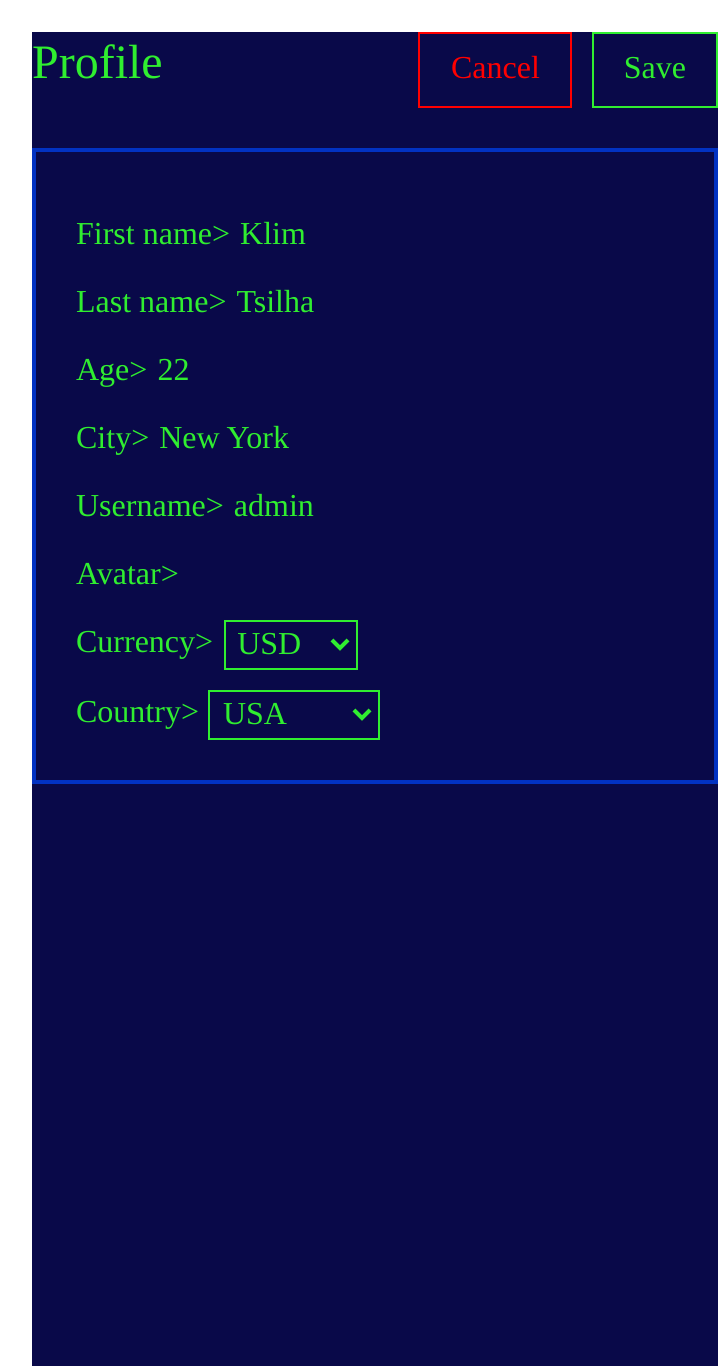 Profile Cancel Save
First name> Klim
Last name> Tsilha
Age> 22
City> New York
Username> admin
Avatar>
Currency> USD
Country> USA